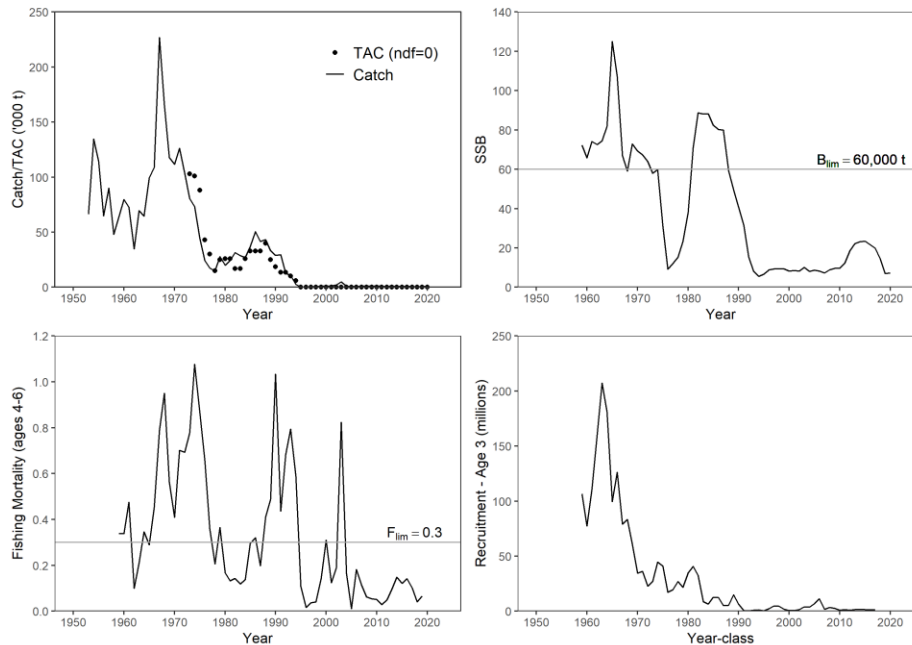 250
200
150
100
50
0
Catch/TAC ('000 t)
TAC (ndf=0)
Catch
1950 1960 1970 1980 1990 2000 2010 2020
Year
140
120
100
80
60
40
20
0
SSB
Blim = 60,000 t
1950 1960 1970 1980 1990 2000 2010 2020
Year
1.2
1.0
0.8
0.6
0.4
0.2
0.0
Fishing Mortality (ages 4-6)
Flim = 0.3
1950 1960 1970 1980 1990 2000 2010 2020
Year
250
200
150
100
50
0
Recruitment - Age 3 (millions)
1950 1960 1970 1980 1990 2000 2010 2020
Year-class